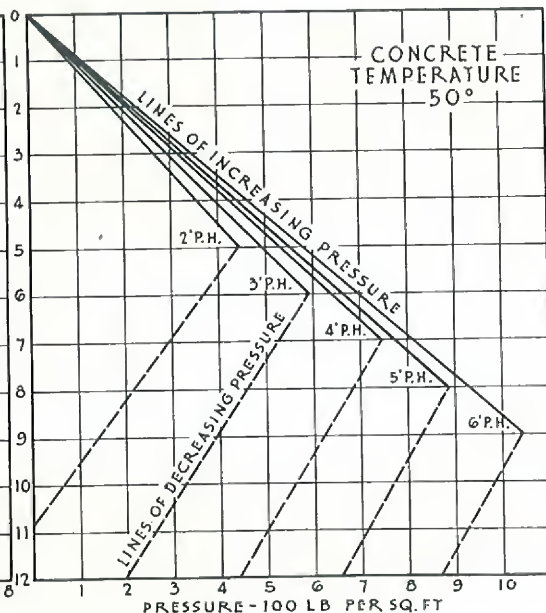 0
CONCRETE
TEMPERATURE
50°
1
2
LINES OF INCREASING PRESSURE
3
4
2'P.H.
5
3'P.H.
6
4'P.H.
7
5'P.H.
8
6'P.H.
9
LINES OF DECREASING PRESSURE
10
11
12
8 1 2 3 4 5 6 7 8 9 10
PRESSURE-100 LB PER SQ. FT